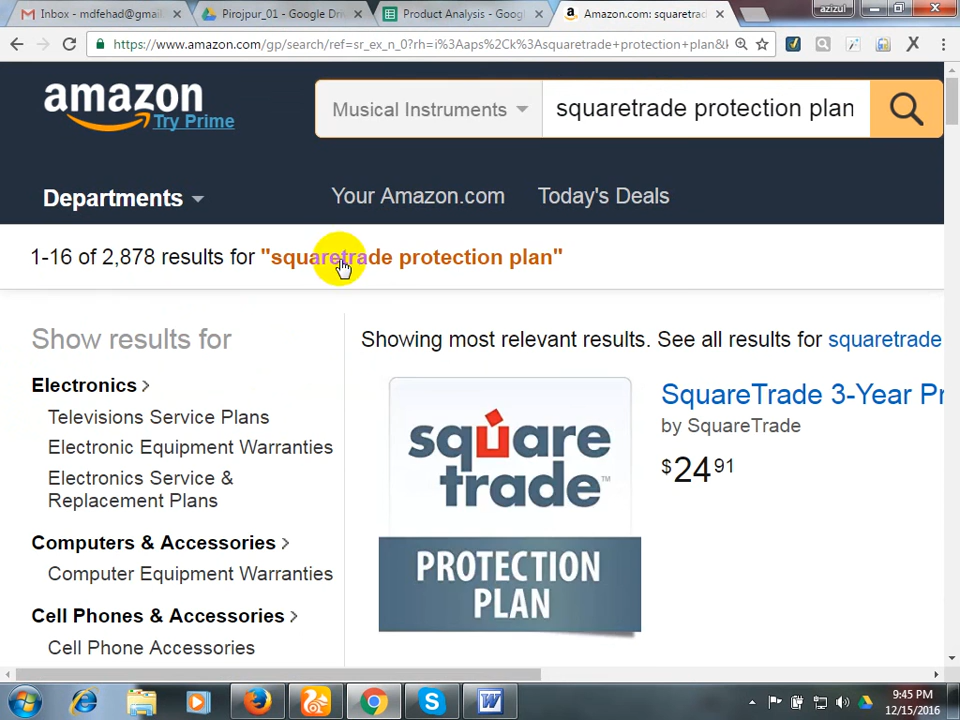 Inbox - mdfehad@gmai
Pirojpur_01 - Google Dri
Product Analysis - Goog
Amazon.com: squaretrad
azizul
https://www.amazon.com/gp/search/ref=sr_ex_n_0?rh=i%3Aaps%2Ck%3Asquaretrade+protection+plan&k
amazon
Try Prime
Musical Instruments
squaretrade protection plan
Departments
Your Amazon.com
Today's Deals
1-16 of 2,878 results for "squaretrade protection plan"
Show results for
Electronics
Televisions Service Plans
Electronic Equipment Warranties
Electronics Service &
Replacement Plans
Computers & Accessories
Computer Equipment Warranties
Cell Phones & Accessories
Cell Phone Accessories
Showing most relevant results. See all results for squaretrade
square
trade™
PROTECTION
PLAN
SquareTrade 3-Year Pr
by SquareTrade
$24 91
9:45 PM
12/15/2016